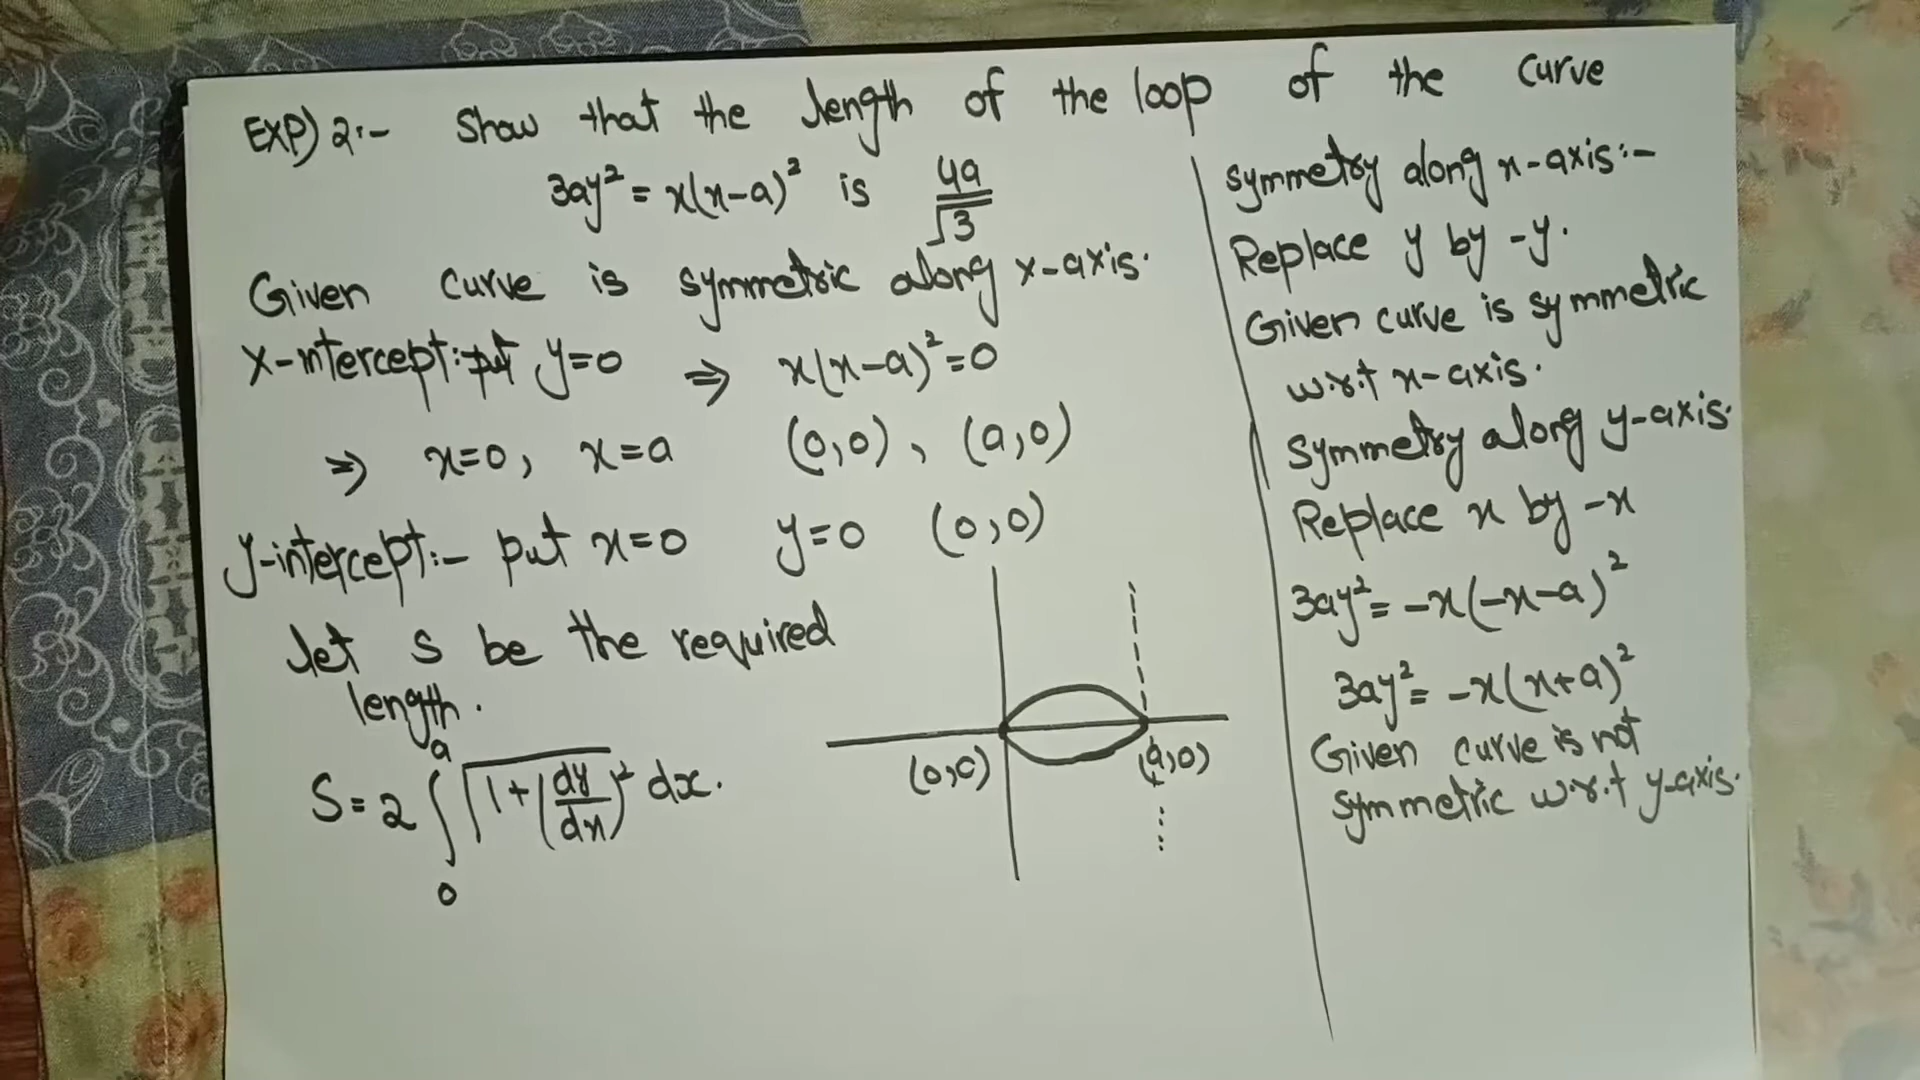 EXP) 2:- Show that the length of the loop of the curve
3ay² = x(x-a)² is 4a/√3
Given curve is symmetric along x-axis.
X-intercept: put y=0 ⇒ x(x-a)²=0
⇒ x=0, x=a (0,0), (a,0)
y-intercept:- put x=0 y=0 (0,0)
Let S be the required
length.
S = 2 ∫₀ᵃ √(1+(dy/dx)²) dx.
(0,0) (a,0)
symmetry along x-axis:-
Replace y by -y.
Given curve is symmetric
w.r.t x-axis.
Symmetry along y-axis.
Replace x by -x
3ay² = -x(-x-a)²
3ay² = -x(x+a)²
Given curve is not
symmetric w.r.t y-axis.